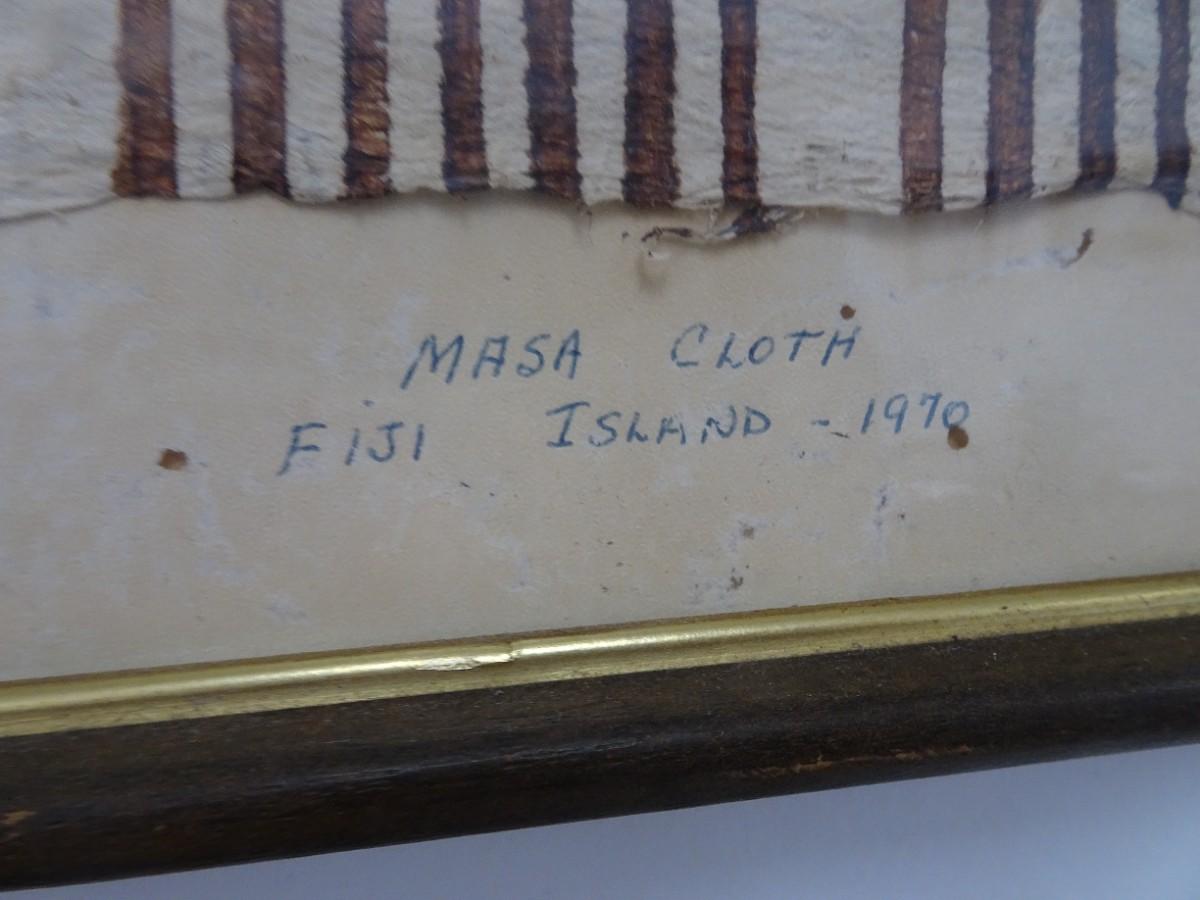 MASA CLOTH
FIJI ISLAND - 1970